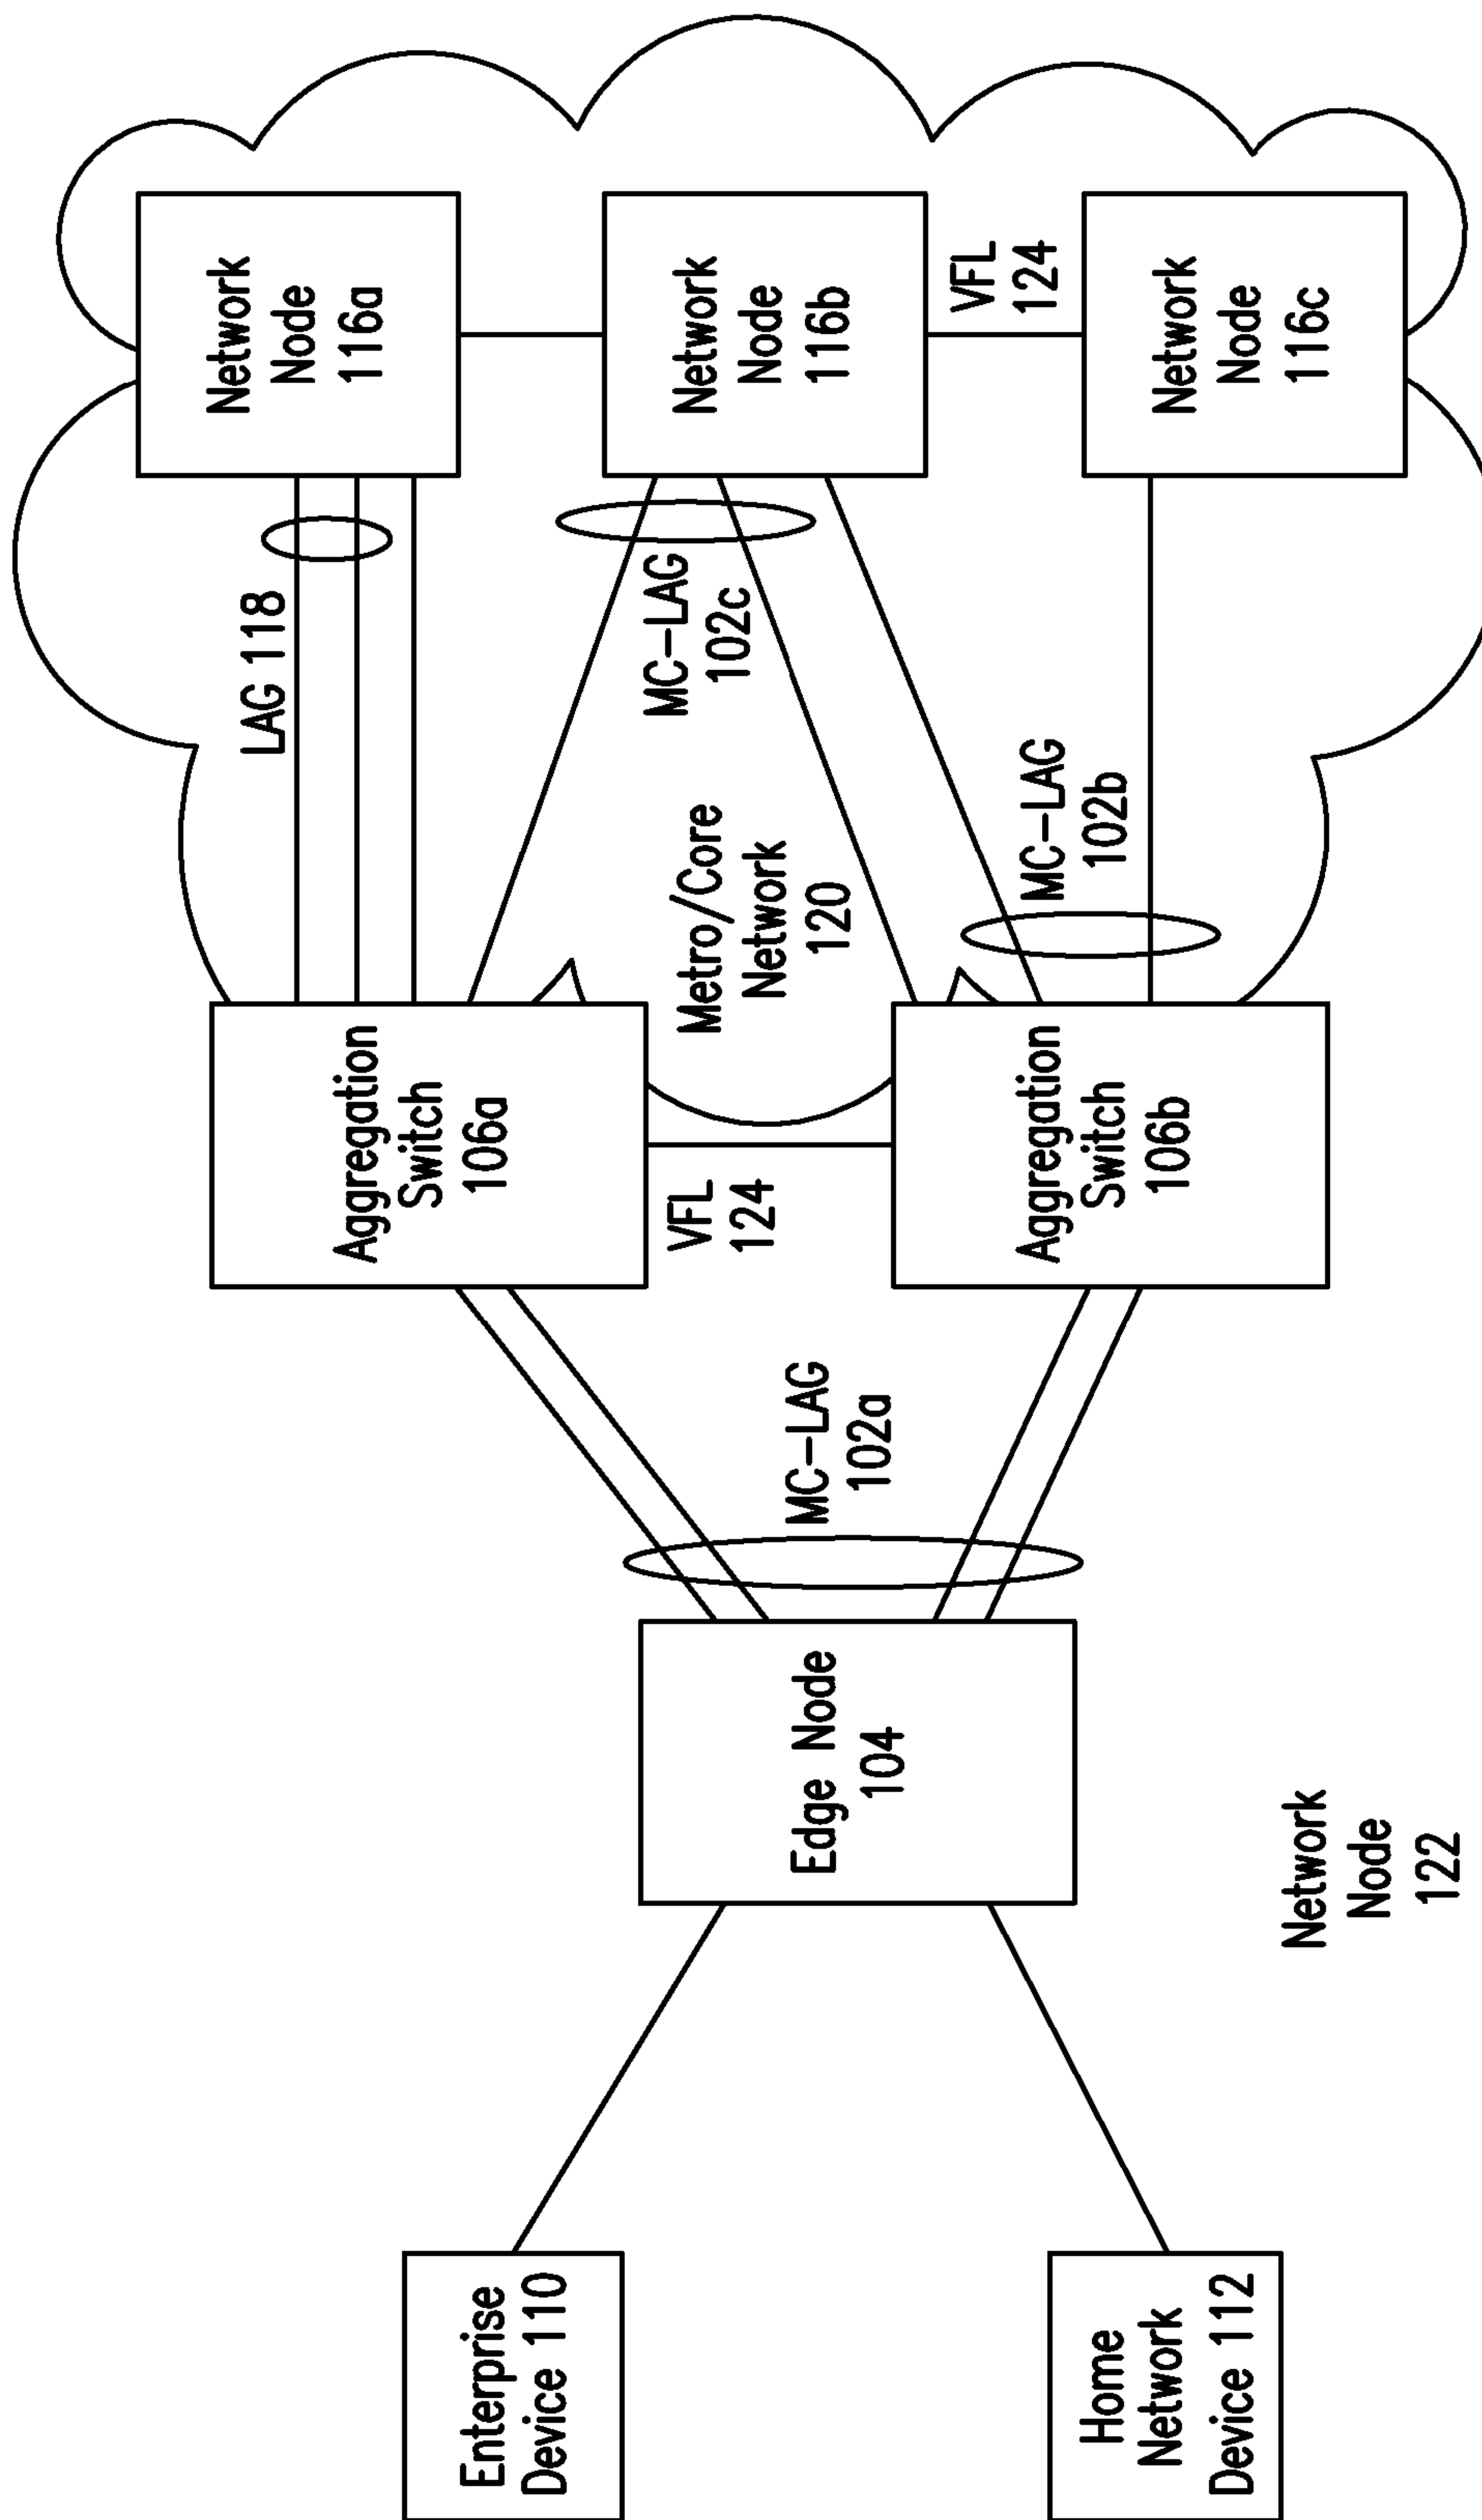 Enterprise
Device 110
Home
Network
Device 112
Edge Node
104
Network
Node
122
MC-LAG
102a
Aggregation
Switch
106a
VFL
124
Aggregation
Switch
106b
Metro/Core
Network
120
LAG 118
MC-LAG
102c
MC-LAG
102b
Network
Node
116a
Network
Node
116b
VFL
124
Network
Node
116c